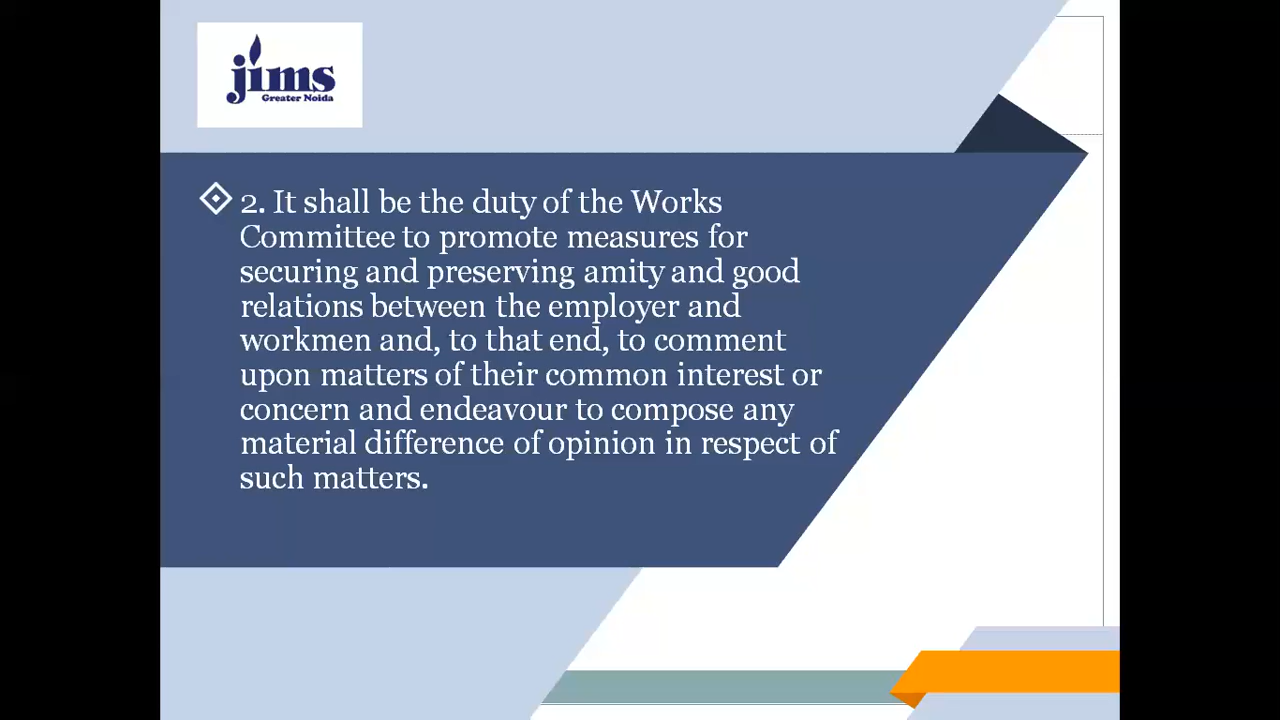 jims
Greater Noida
2. It shall be the duty of the Works
Committee to promote measures for
securing and preserving amity and good
relations between the employer and
workmen and, to that end, to comment
upon matters of their common interest or
concern and endeavour to compose any
material difference of opinion in respect of
such matters.